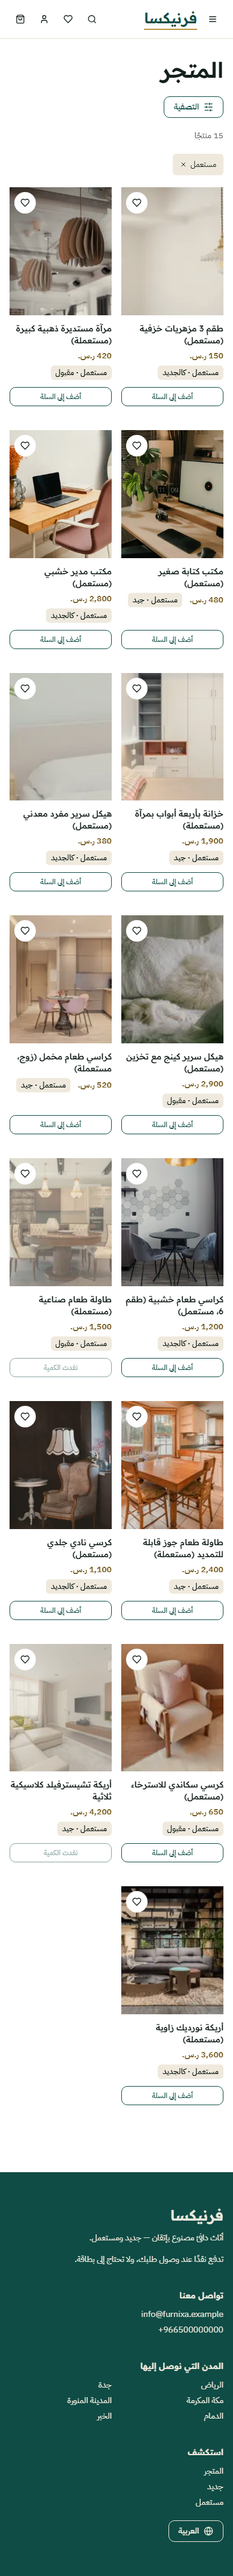 فرنيكسا
المتجر
التصفية
15 منتجًا
مستعمل ×
طقم 3 مزهريات خزفية
(مستعمل)
150 ر.س.
مستعمل · كالجديد
أضف إلى السلة
مرآة مستديرة ذهبية كبيرة
(مستعملة)
420 ر.س.
مستعمل · مقبول
أضف إلى السلة
مكتب كتابة صغير
(مستعمل)
480 ر.س.
مستعمل · جيد
أضف إلى السلة
مكتب مدير خشبي
(مستعمل)
2,800 ر.س.
مستعمل · كالجديد
أضف إلى السلة
خزانة بأربعة أبواب بمرآة
(مستعملة)
1,900 ر.س.
مستعمل · جيد
أضف إلى السلة
هيكل سرير مفرد معدني
(مستعمل)
380 ر.س.
مستعمل · كالجديد
أضف إلى السلة
هيكل سرير كينج مع تخزين
(مستعمل)
2,900 ر.س.
مستعمل · مقبول
أضف إلى السلة
كراسي طعام مخمل (زوج،
مستعملة)
520 ر.س.
مستعمل · جيد
أضف إلى السلة
كراسي طعام خشبية (طقم
6، مستعمل)
1,200 ر.س.
مستعمل · كالجديد
أضف إلى السلة
طاولة طعام صناعية
(مستعملة)
1,500 ر.س.
مستعمل · مقبول
نفدت الكمية
طاولة طعام جوز قابلة
للتمديد (مستعملة)
2,400 ر.س.
مستعمل · جيد
أضف إلى السلة
كرسي نادي جلدي
(مستعمل)
1,100 ر.س.
مستعمل · كالجديد
أضف إلى السلة
كرسي سكاندي للاسترخاء
(مستعمل)
650 ر.س.
مستعمل · مقبول
أضف إلى السلة
أريكة تشيسترفيلد كلاسيكية
ثلاثية
4,200 ر.س.
مستعمل · جيد
نفدت الكمية
أريكة نورديك زاوية
(مستعملة)
3,600 ر.س.
مستعمل · كالجديد
أضف إلى السلة
فرنيكسا
أثاث دافئ مصنوع بإتقان — جديد ومستعمل.
تدفع نقدًا عند وصول طلبك، ولا تحتاج إلى بطاقة.
تواصل معنا
info@furnixa.example
+966500000000
المدن التي نوصل إليها
الرياض
جدة
مكة المكرمة
المدينة المنورة
الدمام
الخبر
استكشف
المتجر
جديد
مستعمل
العربية